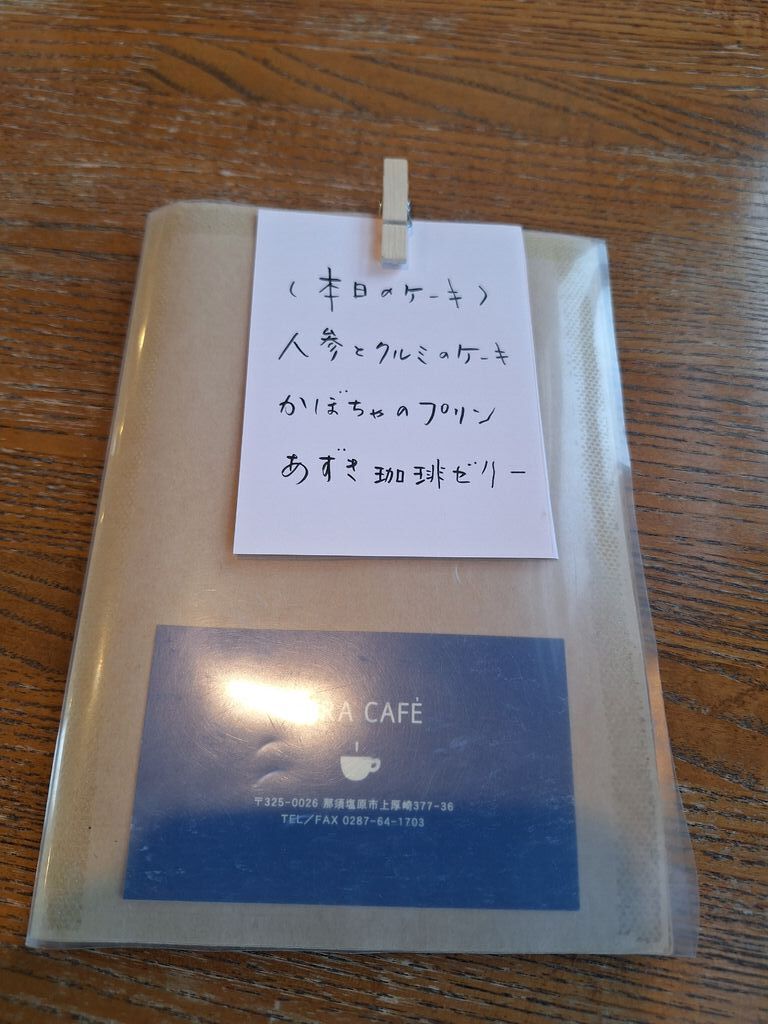 (本日のケーキ)
人参とクルミのケーキ
かぼちゃのプリン
あずき珈琲ゼリー
CAFÈ
〒325-0026 那須塩原市上厚崎377-36
TEL/FAX 0287-64-1703